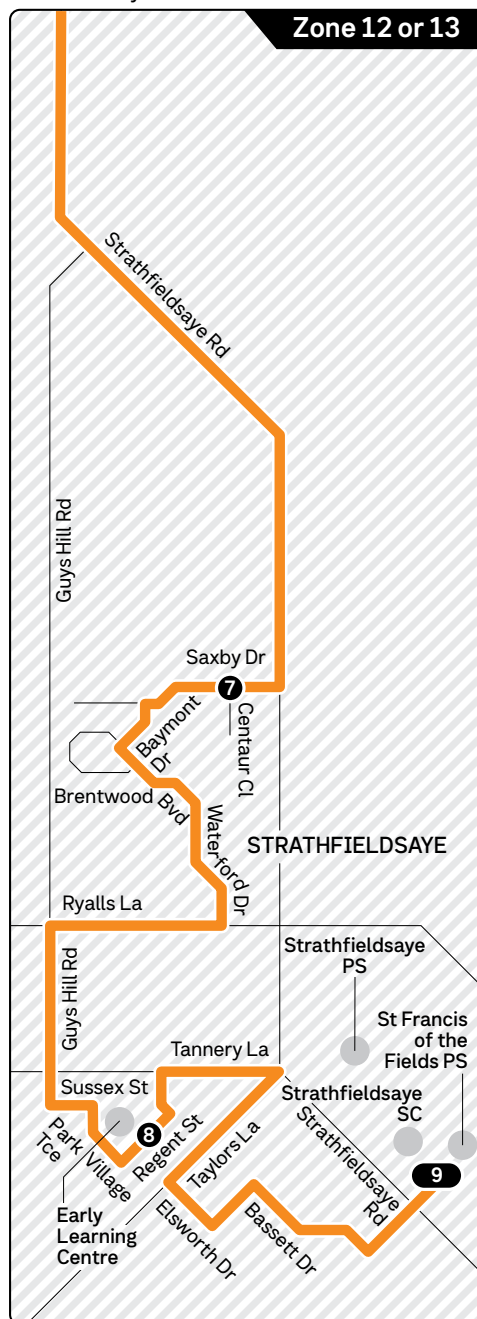 Zone 12 or 13
Strathfieldsaye Rd
Guys Hill Rd
Saxby Dr
7
Baymont
Dr
Centaur Cl
Brentwood Bvd
Waterford Dr
STRATHFIELDSAYE
Ryalls La
Strathfieldsaye
PS
Guys Hill Rd
St Francis
of the
Fields PS
Tannery La
Sussex St
Strathfieldsaye
SC
8
Regent St
Park Village
Tce
Taylors La
Strathfieldsaye
Rd
9
Early
Learning
Centre
Elsworth Dr
Bassett Dr